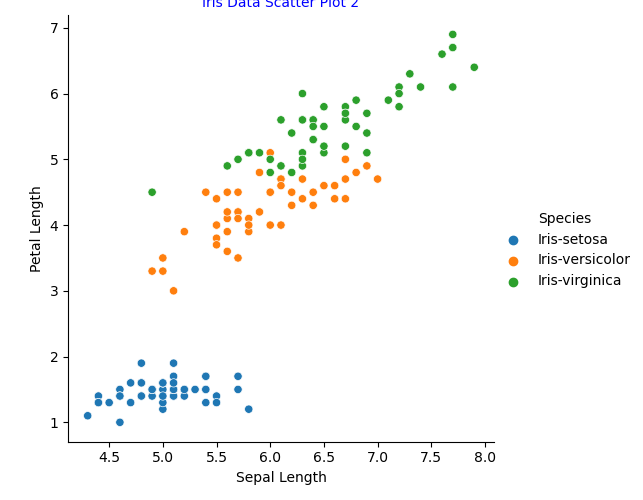 Iris Data Scatter Plot 2
7
6
5
4
3
2
1
Petal Length
4.5 5.0 5.5 6.0 6.5 7.0 7.5 8.0
Sepal Length
Species
Iris-setosa
Iris-versicolor
Iris-virginica